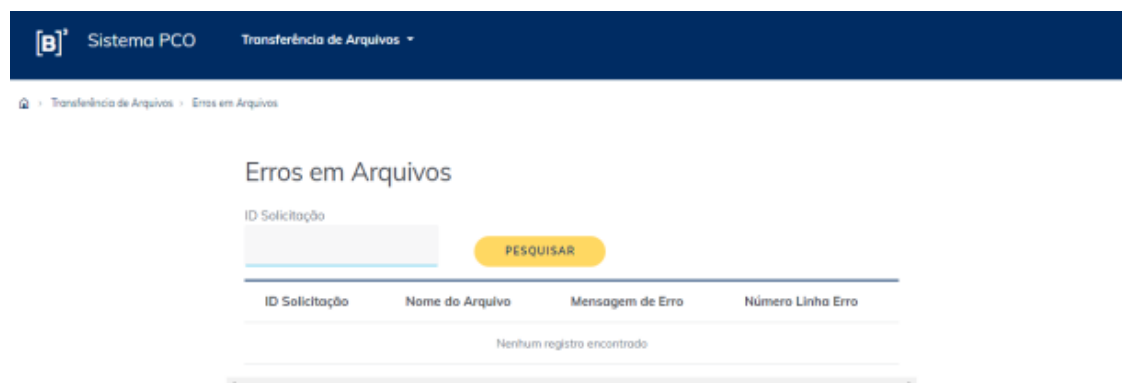 [B]³ Sistema PCO Transferência de Arquivos
Transferência de Arquivos > Erros em Arquivos
Erros em Arquivos
ID Solicitação
PESQUISAR
ID Solicitação Nome do Arquivo Mensagem de Erro Número Linha Erro
Nenhum registro encontrado